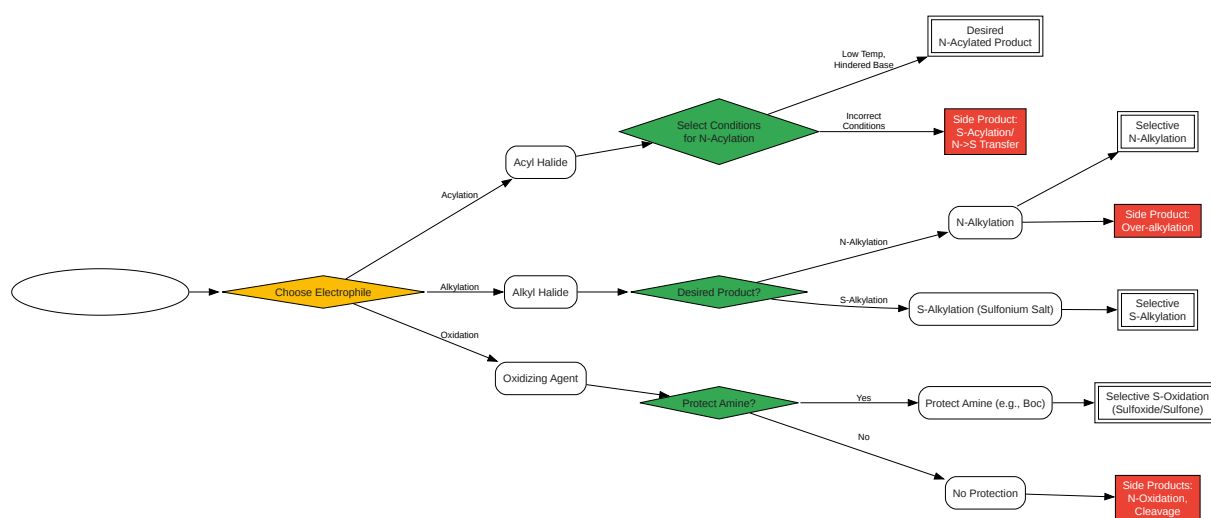 Desired
N-Acylated Product
Low Temp,
Hindered Base
Select Conditions
for N-Acylation
Incorrect
Conditions
Side Product:
S-Acylation/
N->S Transfer
Selective
N-Alkylation
Acyl Halide
Acylation
N-Alkylation
Side Product:
Over-alkylation
N-Alkylation
Choose Electrophile
Alkylation
Alkyl Halide
Desired Product?
S-Alkylation
S-Alkylation (Sulfonium Salt)
Selective
S-Alkylation
Oxidation
Oxidizing Agent
Protect Amine?
Yes
Protect Amine (e.g., Boc)
Selective S-Oxidation
(Sulfoxide/Sulfone)
No
No Protection
Side Products:
N-Oxidation,
Cleavage